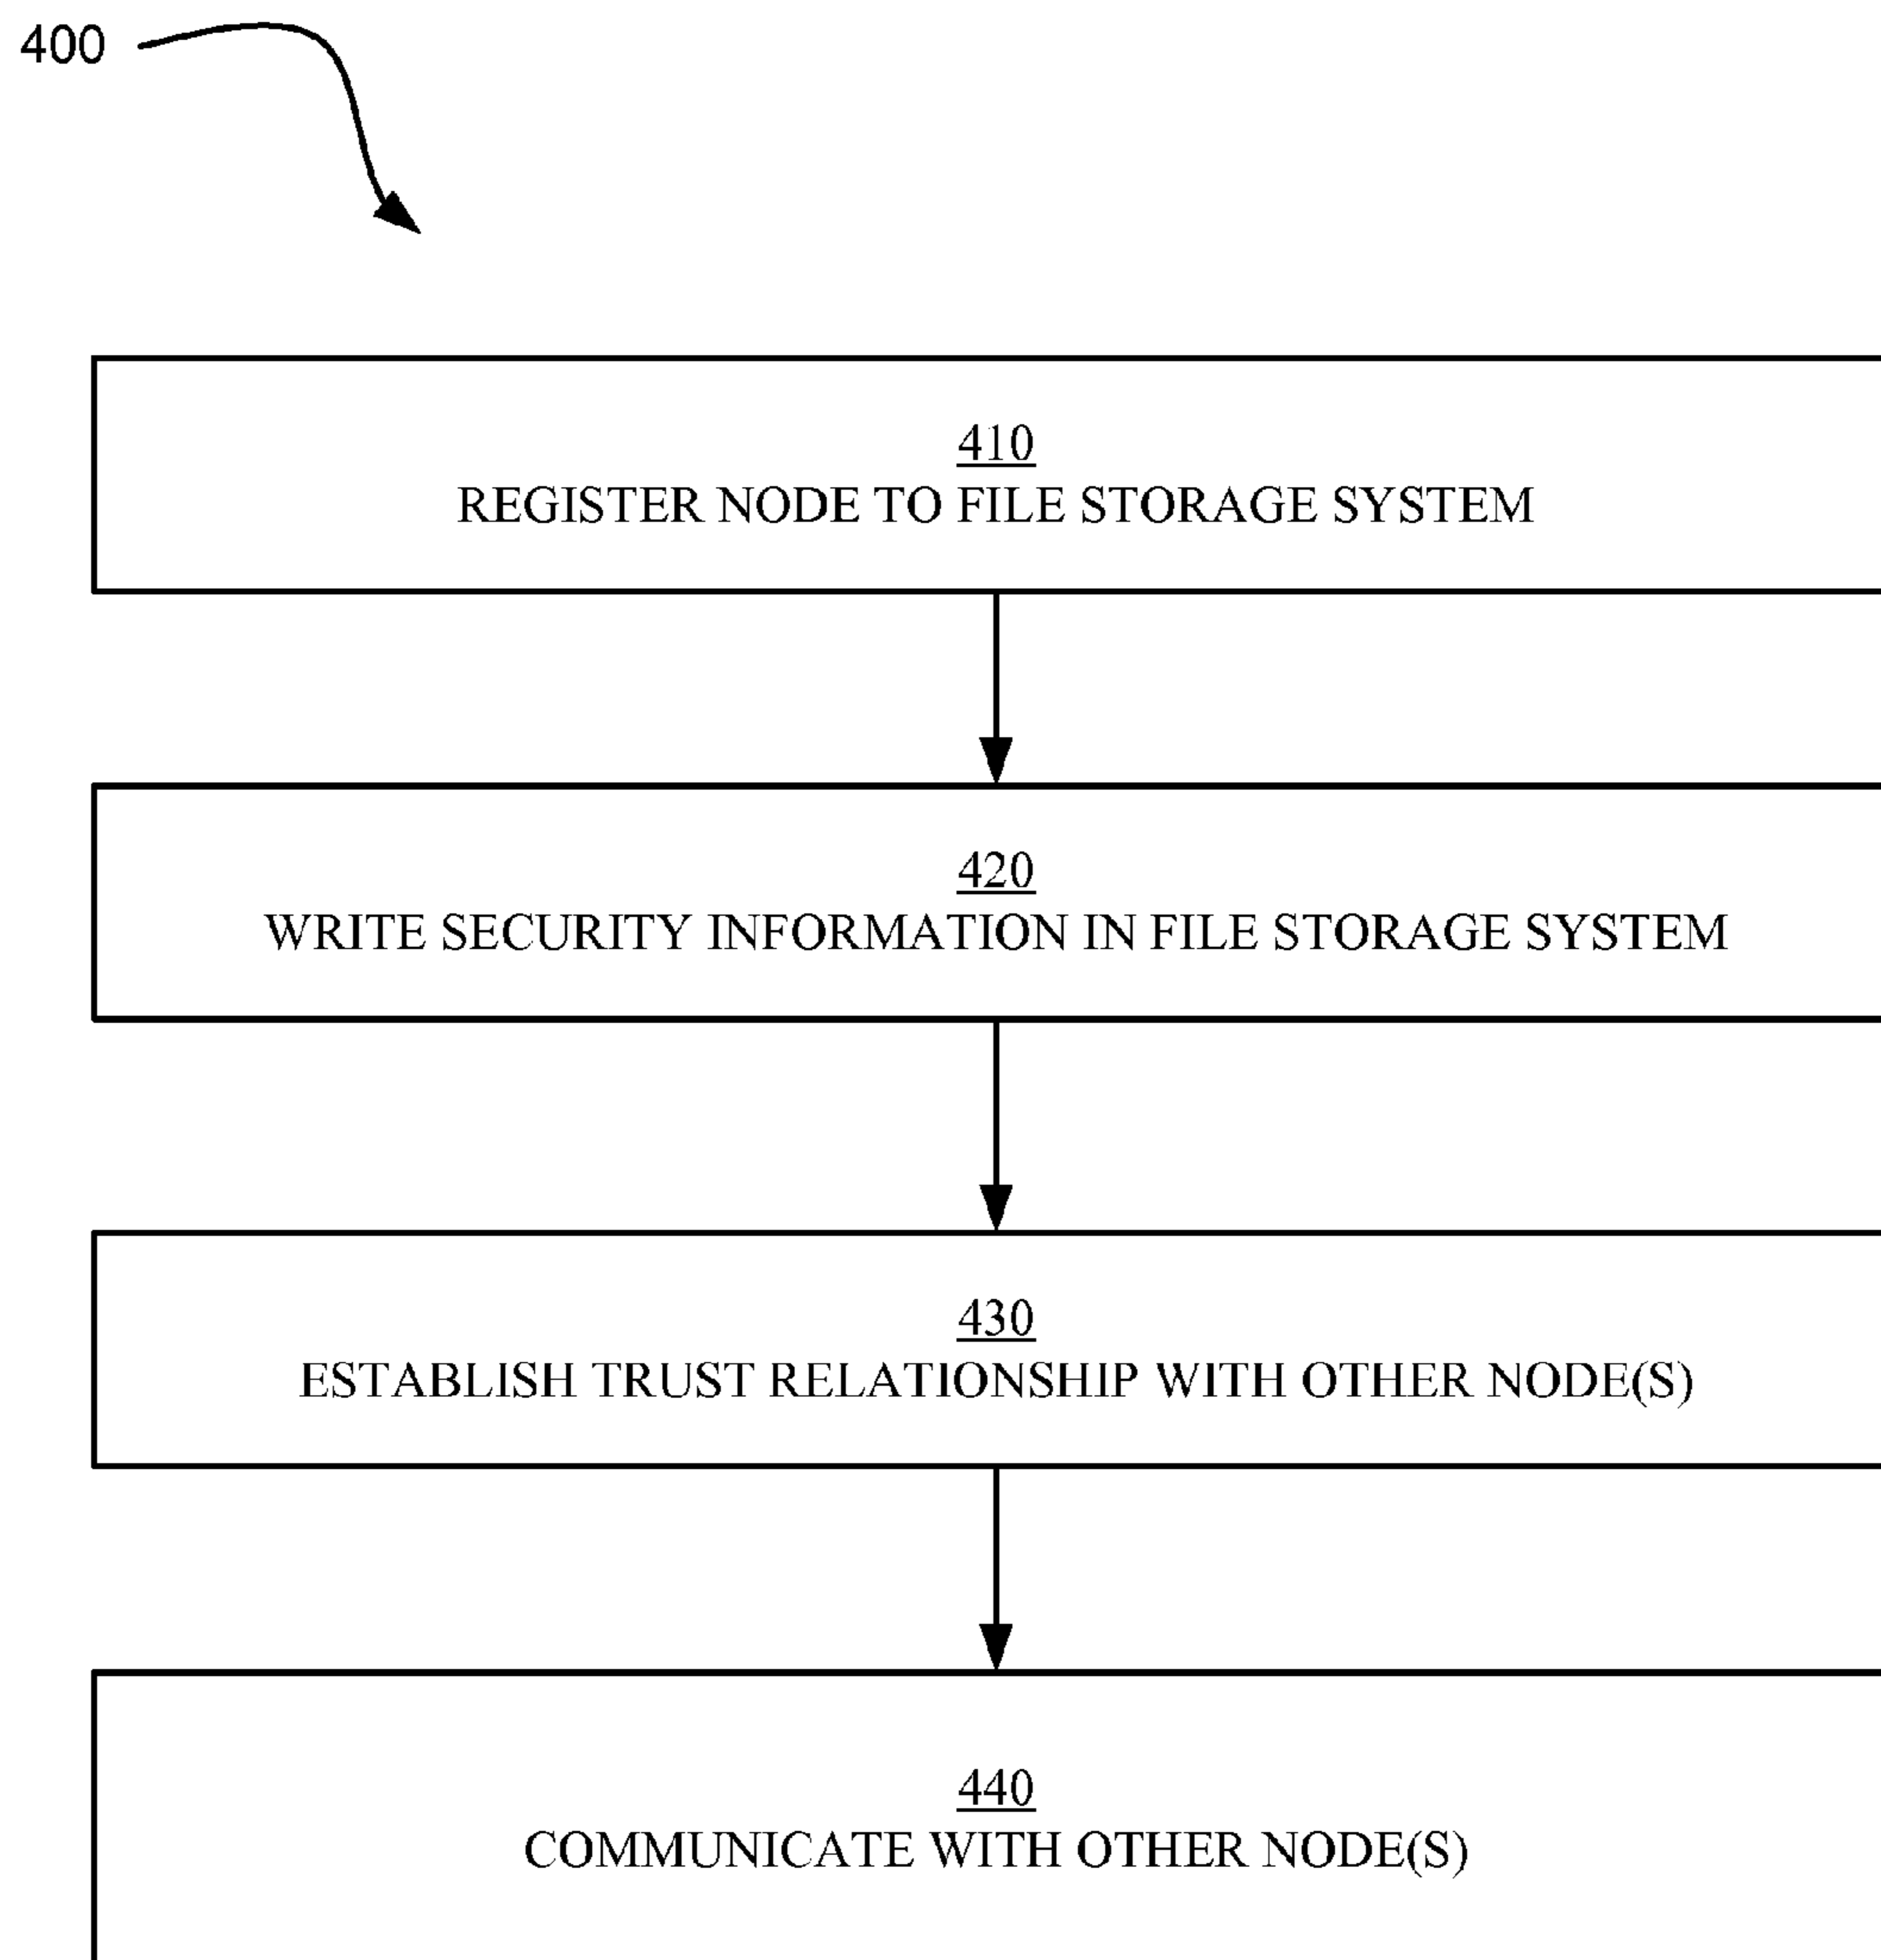 400
410
REGISTER NODE TO FILE STORAGE SYSTEM
420
WRITE SECURITY INFORMATION IN FILE STORAGE SYSTEM
430
ESTABLISH TRUST RELATIONSHIP WITH OTHER NODE(S)
440
COMMUNICATE WITH OTHER NODE(S)